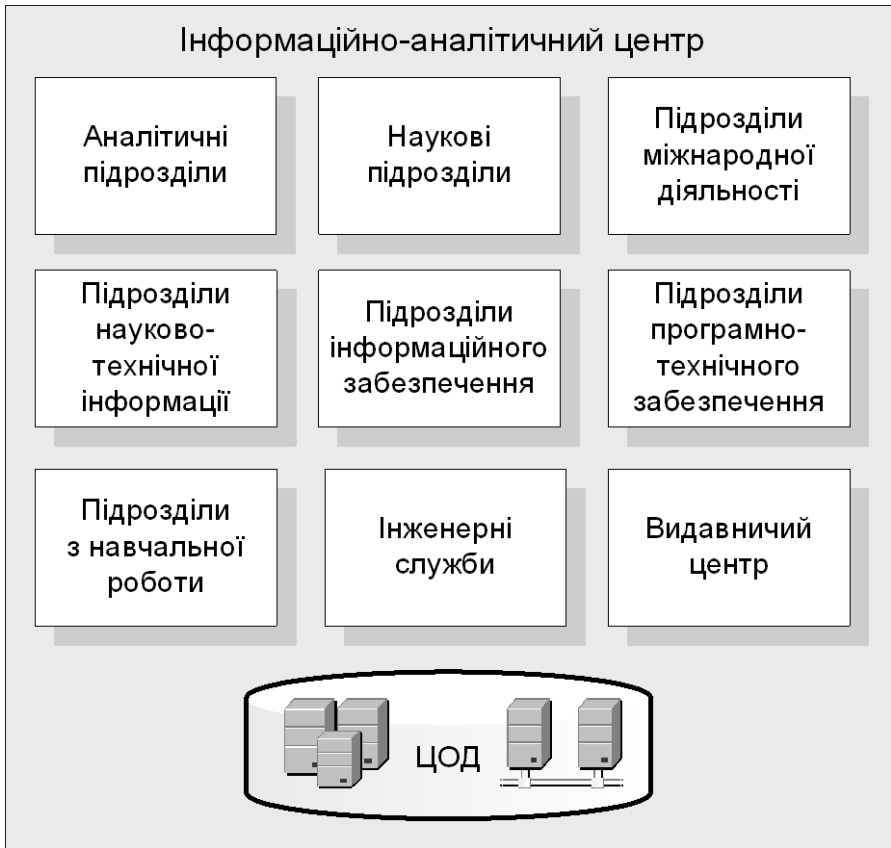 Інформаційно-аналітичний центр
Аналітичні
підрозділи
Наукові
підрозділи
Підрозділи
міжнародної
діяльності
Підрозділи
науково-
технічної
інформації
Підрозділи
інформаційного
забезпечення
Підрозділи
програмно-
технічного
забезпечення
Підрозділи
з навчальної
роботи
Інженерні
служби
Видавничий
центр
ЦОД